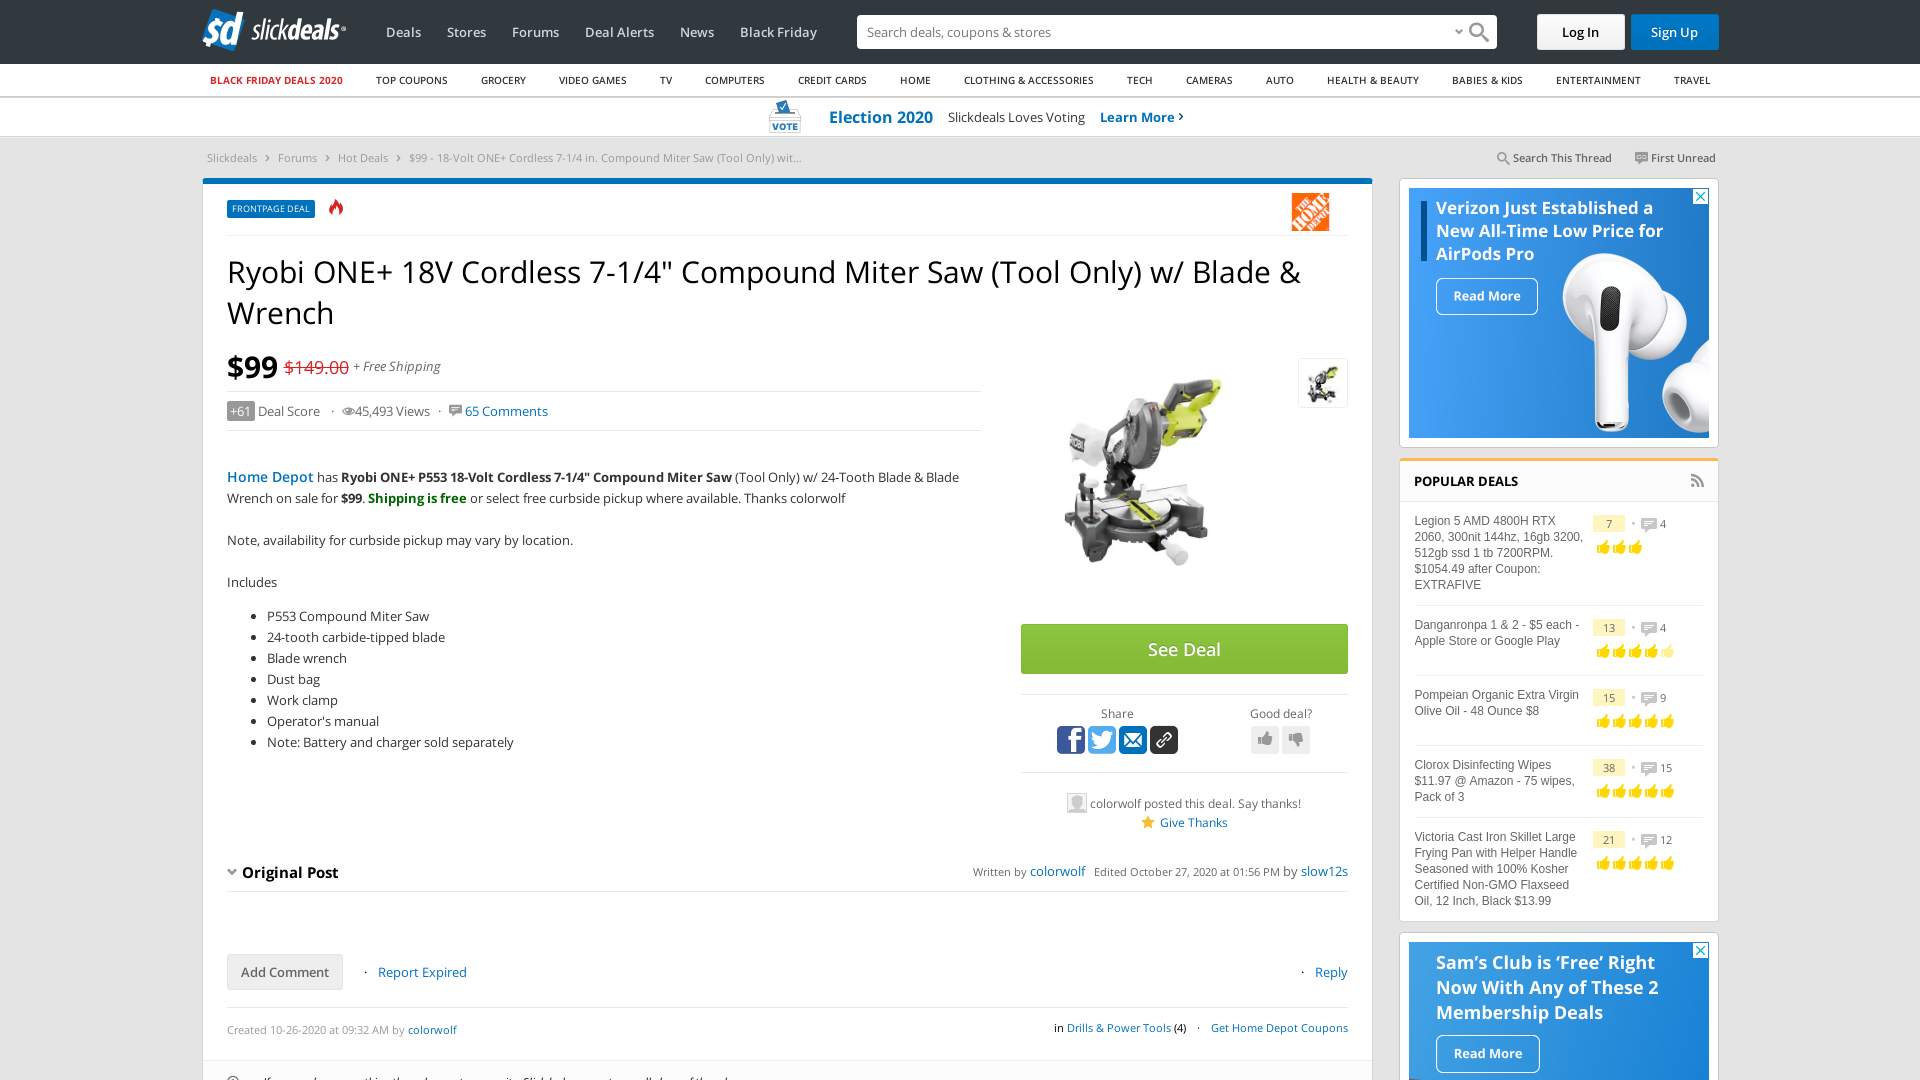 slickdeals
Deals Stores Forums Deal Alerts News Black Friday
Search deals, coupons & stores
Log In Sign Up
BLACK FRIDAY DEALS 2020 TOP COUPONS GROCERY VIDEO GAMES TV COMPUTERS CREDIT CARDS HOME CLOTHING & ACCESSORIES TECH CAMERAS AUTO HEALTH & BEAUTY BABIES & KIDS ENTERTAINMENT TRAVEL
VOTE Election 2020 Slickdeals Loves Voting Learn More ›
Slickdeals › Forums › Hot Deals › $99 - 18-Volt ONE+ Cordless 7-1/4 in. Compound Miter Saw (Tool Only) wit...
Search This Thread First Unread
FRONTPAGE DEAL
THE HOME DEPOT
Ryobi ONE+ 18V Cordless 7-1/4" Compound Miter Saw (Tool Only) w/ Blade &
Wrench
$99 $149.00 + Free Shipping
+61 Deal Score · 45,493 Views · 65 Comments
Home Depot has Ryobi ONE+ P553 18-Volt Cordless 7-1/4" Compound Miter Saw (Tool Only) w/ 24-Tooth Blade & Blade
Wrench on sale for $99. Shipping is free or select free curbside pickup where available. Thanks colorwolf
Note, availability for curbside pickup may vary by location.
Includes
• P553 Compound Miter Saw
• 24-tooth carbide-tipped blade
• Blade wrench
• Dust bag
• Work clamp
• Operator's manual
• Note: Battery and charger sold separately
RYOBI
See Deal
Share Good deal?
colorwolf posted this deal. Say thanks!
Give Thanks
Original Post
Written by colorwolf Edited October 27, 2020 at 01:56 PM by slow12s
Add Comment · Report Expired
· Reply
Created 10-26-2020 at 09:32 AM by colorwolf
in Drills & Power Tools (4) · Get Home Depot Coupons
Verizon Just Established a
New All-Time Low Price for
AirPods Pro
Read More
POPULAR DEALS
Legion 5 AMD 4800H RTX
2060, 300nit 144hz, 16gb 3200,
512gb ssd 1 tb 7200RPM.
$1054.49 after Coupon:
EXTRAFIVE
7 • 4
Danganronpa 1 & 2 - $5 each -
Apple Store or Google Play
13 • 4
Pompeian Organic Extra Virgin
Olive Oil - 48 Ounce $8
15 • 9
Clorox Disinfecting Wipes
$11.97 @ Amazon - 75 wipes,
Pack of 3
38 • 15
Victoria Cast Iron Skillet Large
Frying Pan with Helper Handle
Seasoned with 100% Kosher
Certified Non-GMO Flaxseed
Oil, 12 Inch, Black $13.99
21 • 12
Sam's Club is ‘Free’ Right
Now With Any of These 2
Membership Deals
Read More